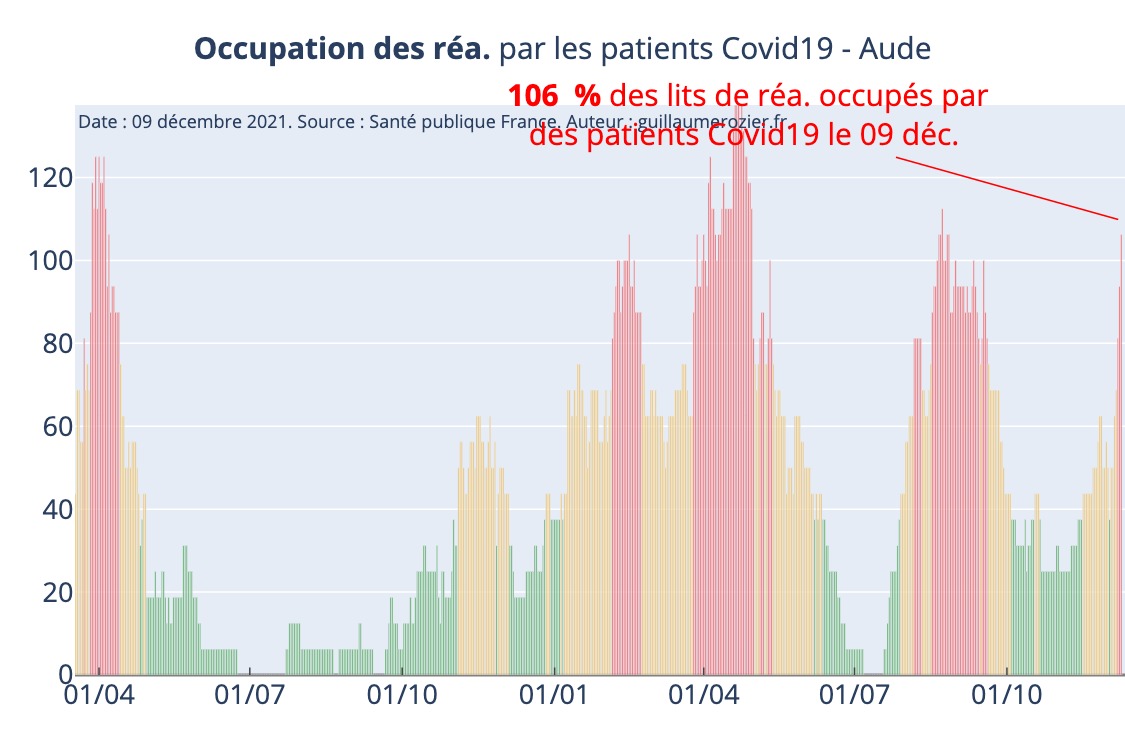 Occupation des réa. par les patients Covid19 - Aude
106 % des lits de réa. occupés par
Date : 09 décembre 2021. Source : Santé publique France. Auteur : guillaumerozier.fr
des patients Covid19 le 09 déc.
120
100
80
60
40
20
0
01/04 01/07 01/10 01/01 01/04 01/07 01/10